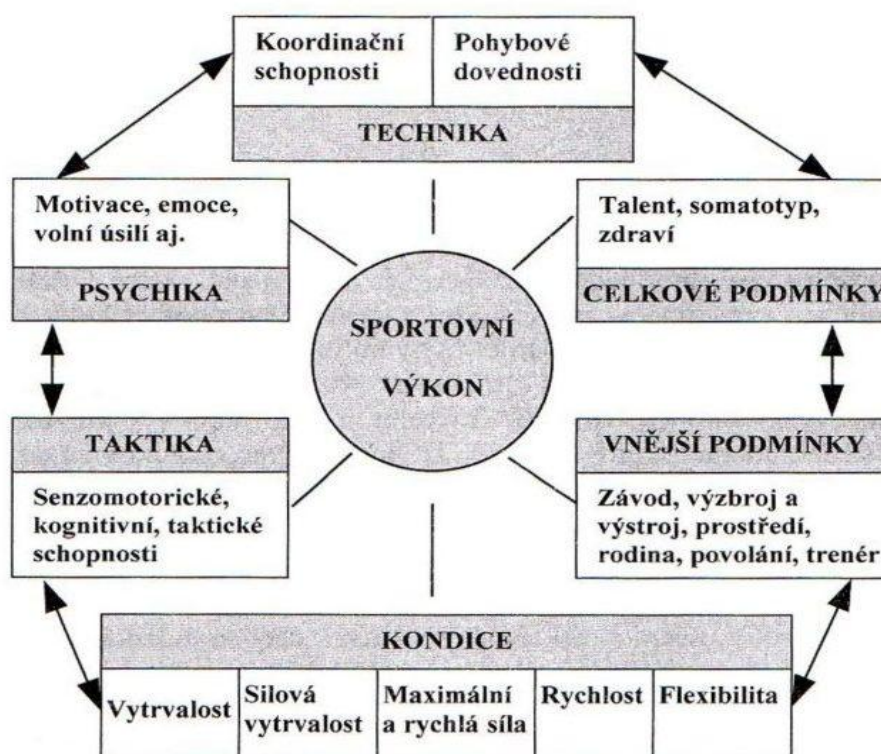 Koordinační
schopnosti
Pohybové
dovednosti
TECHNIKA
Motivace, emoce,
volní úsilí aj.
PSYCHIKA
Talent, somatotyp,
zdraví
CELKOVÉ PODMÍNKY
SPORTOVNÍ
VÝKON
TAKTIKA
Senzomotorické,
kognitivní, taktické
schopnosti
VNĚJŠÍ PODMÍNKY
Závod, výzbroj a
výstroj, prostředí,
rodina, povolání, trenér
KONDICE
Vytrvalost
Silová
vytrvalost
Maximální
a rychlá síla
Rychlost
Flexibilita